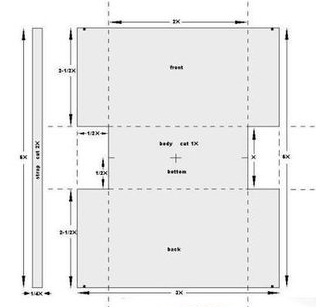 2X
2-1/2X
front
1/2X
6X
strap cut 2X
body cut 1X
X
6X
1/2X
bottom
2-1/2X
back
1/4X
3X